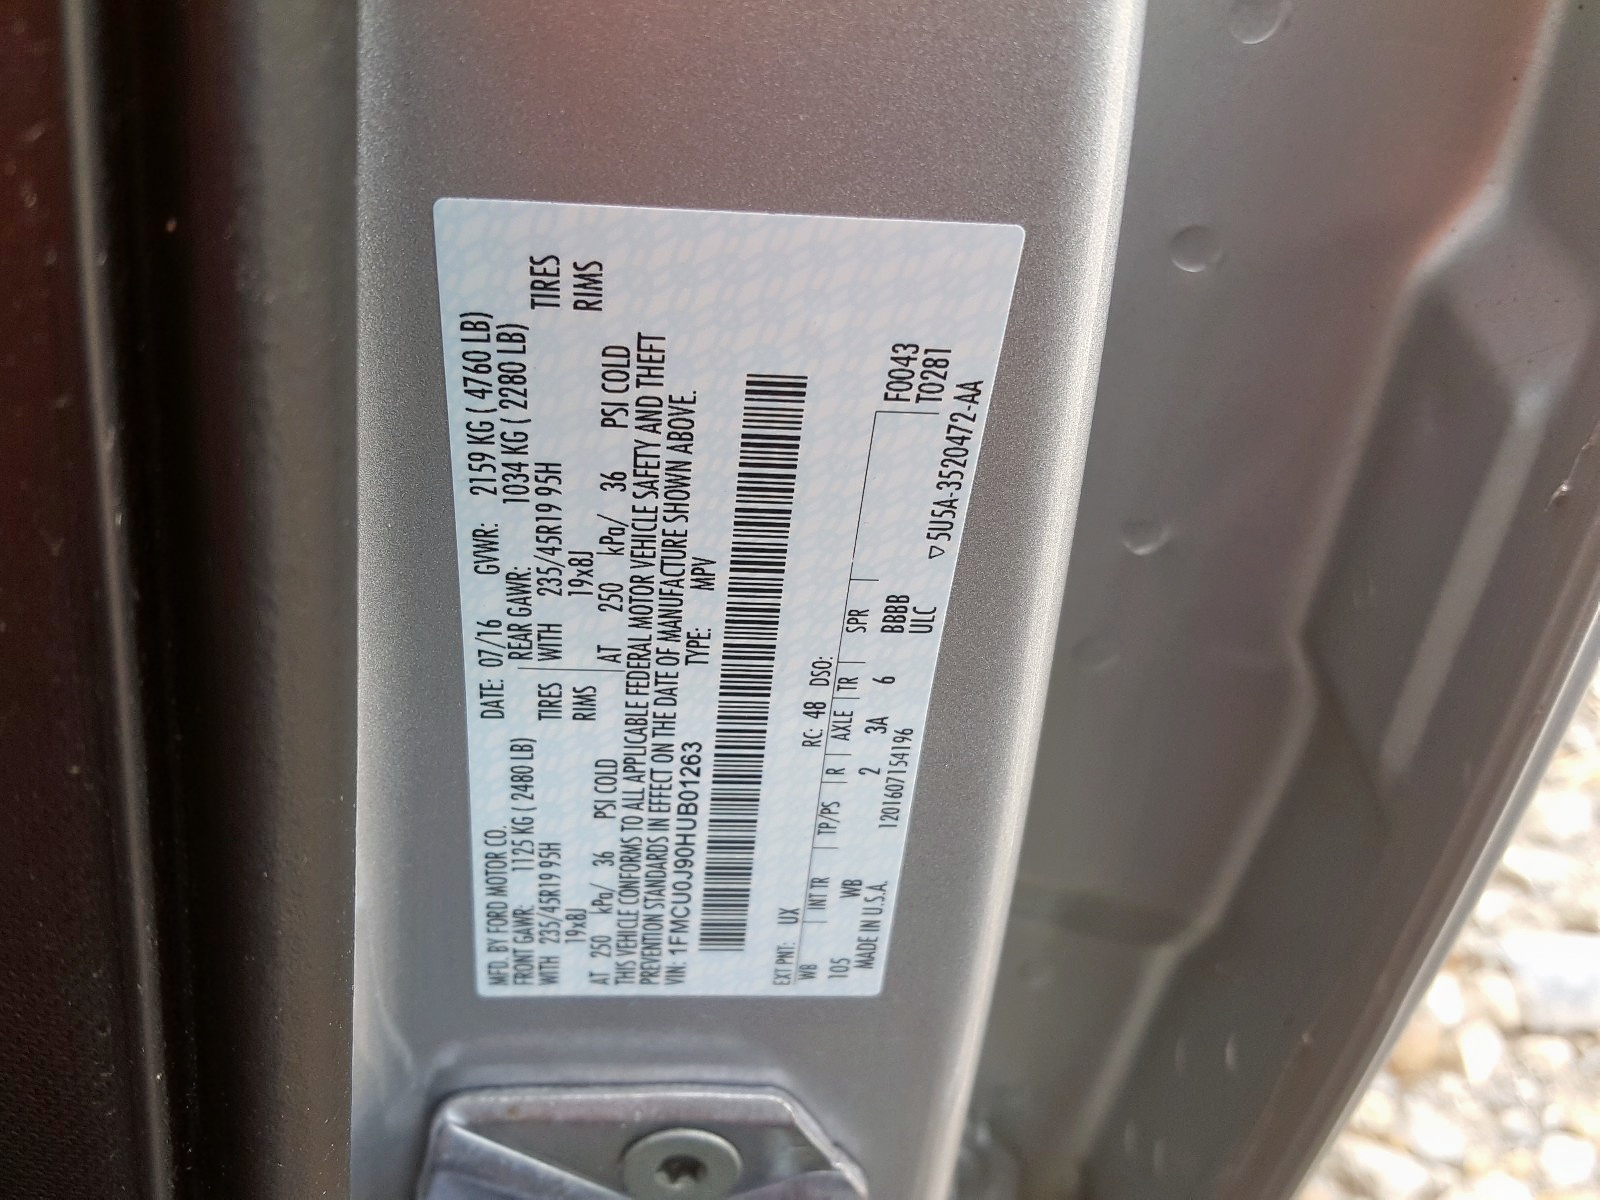 MFD. BY FORD MOTOR CO.
DATE: 07/16 GVWR: 2159 KG ( 4760 LB)
FRONT GAWR: 1125 KG ( 2480 LB) REAR GAWR: 1034 KG ( 2280 LB)
WITH 235/45R19 95H TIRES WITH 235/45R19 95H TIRES
19x8J RIMS 19x8J RIMS
AT 250 kPa/ 36 PSI COLD AT 250 kPa/ 36 PSI COLD
THIS VEHICLE CONFORMS TO ALL APPLICABLE FEDERAL MOTOR VEHICLE SAFETY AND THEFT
PREVENTION STANDARDS IN EFFECT ON THE DATE OF MANUFACTURE SHOWN ABOVE.
VIN: 1FMCU0J90HUB01263 TYPE: MPV
EXT PNT: UX RC: 48 DSO:
WB INT TR TP/PS R AXLE TR SPR
105 WB 2 3A 6 BBBB F0043
MADE IN U.S.A. 1201607154196 ULC T0281
▽5U5A-3520472-AA